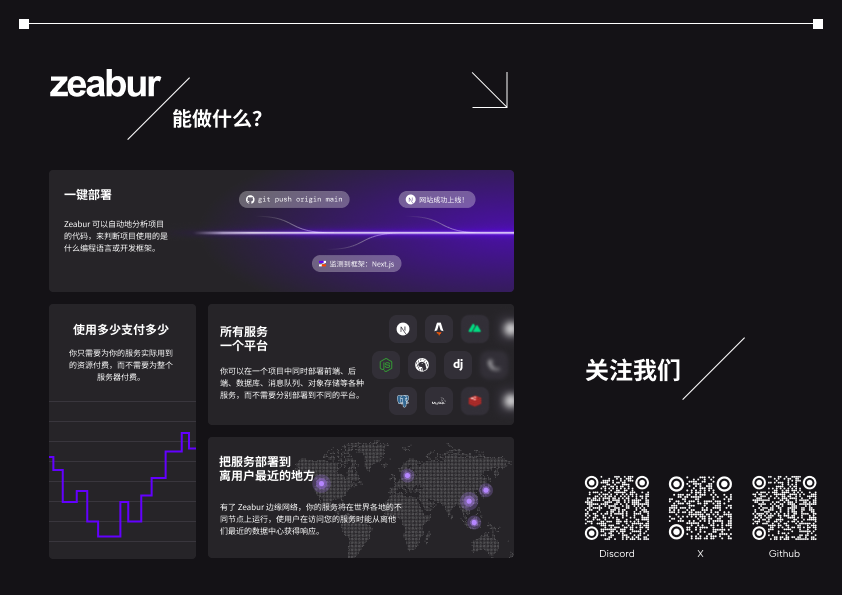 zeabur
能做什么?
一键部署
Zeabur 可以自动地分析项目
的代码，来判断项目使用的是
什么编程语言或开发框架。
git push origin main
网站成功上线!
监测到框架：Next.js
使用多少支付多少
你只需要为你的服务实际用到
的资源付费，而不需要为整个
服务器付费。
所有服务
一个平台
你可以在一个项目中同时部署前端、后
端、数据库、消息队列、对象存储等各种
服务，而不需要分别部署到不同的平台。
N
JS
dj
MySQL
把服务部署到
离用户最近的地方
有了 Zeabur 边缘网络，你的服务将在世界各地的不
同节点上运行，使用户在访问您的服务时能从离他
们最近的数据中心获得响应。
关注我们
Discord
X
Github